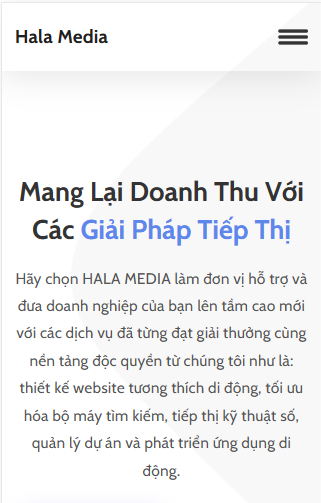 Hala Media
Mang Lại Doanh Thu Với
Các Giải Pháp Tiếp Thị
Hãy chọn HALA MEDIA làm đơn vị hỗ trợ và
đưa doanh nghiệp của bạn lên tầm cao mới
với các dịch vụ đã từng đạt giải thưởng cùng
nền tảng độc quyền từ chúng tôi như là:
thiết kế website tương thích di động, tối ưu
hóa bộ máy tìm kiếm, tiếp thị kỹ thuật số,
quản lý dự án và phát triển ứng dụng di
động.